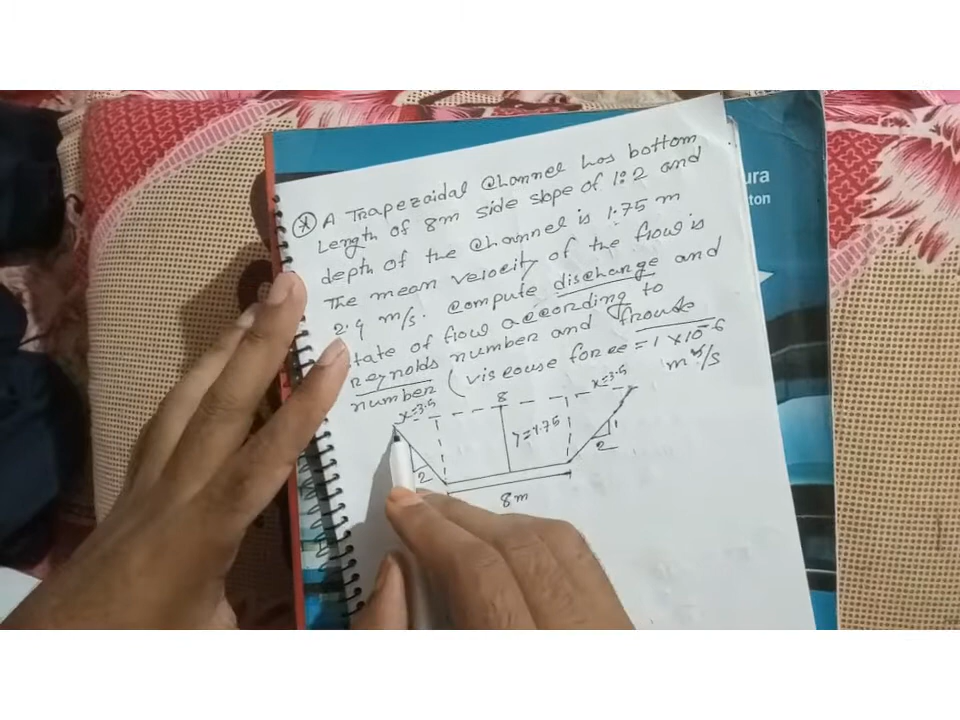 A Trapezoidal channel has bottom
Length of 8m side slope of 1:2 and
depth of the channel is 1.75 m
The mean velocity of the flow is
2.4 m/s. compute discharge and
state of flow according to
Reynolds number and froude
number (viscouse force = 1 x10^-6
m²/s
x=3.5 8 x=3.5
y=1.75
1
2 2
8m
ura
ton